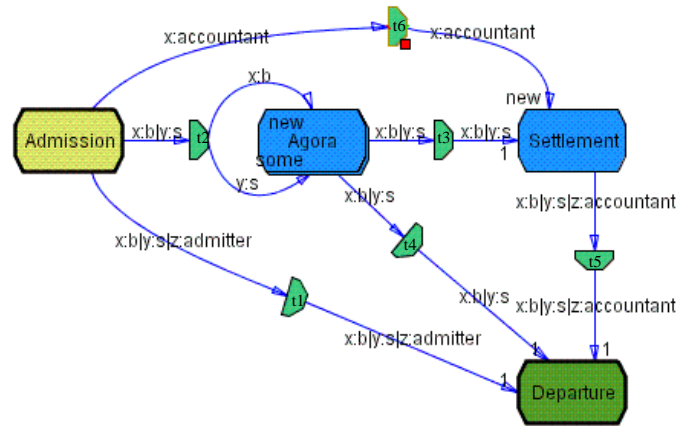 t6
x:accountant
x:accountant
x:b
new
Admission
x:b|y:s
t2
new
Agora
some
x:b|y:s
t3
x:b|y:s
1
Settlement
y:s
x:b|y:s
x:b|y:s|z:accountant
x:b|y:s|z:admitter
t4
t5
t1
x:b|y:s
x:b|y:s|z:accountant
x:b|y:s|z:admitter
1
1
1
Departure